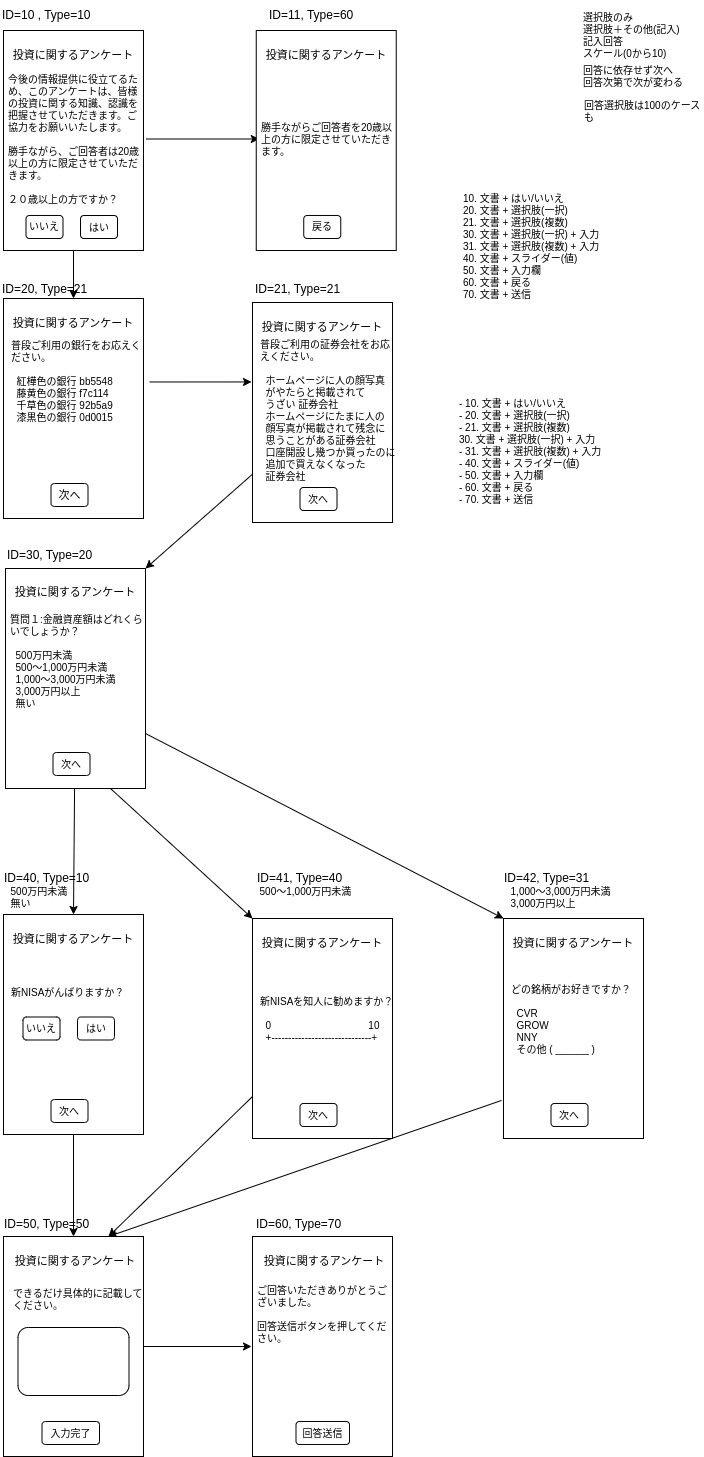 ID=10 , Type=10
投資に関するアンケート
今後の情報提供に役立てるた
め、このアンケートは、皆様
の投資に関する知識、認識を
把握させていただきます。ご
協力をお願いいたします。
勝手ながら、ご回答者は20歳
以上の方に限定させていただ
きます。
２０歳以上の方ですか？
いいえ
はい
ID=11, Type=60
投資に関するアンケート
勝手ながらご回答者を20歳以
上の方に限定させていただき
ます。
戻る
選択肢のみ
選択肢＋その他(記入)
記入回答
スケール(0から10)
回答に依存せず次へ
回答次第で次が変わる
回答選択肢は100のケース
も
10. 文書 + はい/いいえ
20. 文書 + 選択肢(一択)
21. 文書 + 選択肢(複数)
30. 文書 + 選択肢(一択) + 入力
31. 文書 + 選択肢(複数) + 入力
40. 文書 + スライダー(値)
50. 文書 + 入力欄
60. 文書 + 戻る
70. 文書 + 送信
ID=20, Type=21
投資に関するアンケート
普段ご利用の銀行をお応えく
ださい。
紅樺色の銀行 bb5548
藤黄色の銀行 f7c114
千草色の銀行 92b5a9
漆黒色の銀行 0d0015
次へ
ID=21, Type=21
投資に関するアンケート
普段ご利用の証券会社をお応
えください。
ホームページに人の顔写真
がやたらと掲載されて
うざい 証券会社
ホームページにたまに人の
顔写真が掲載されて残念に
思うことがある証券会社
口座開設し幾つか買ったのに
追加で買えなくなった
証券会社
次へ
- 10. 文書 + はい/いいえ
- 20. 文書 + 選択肢(一択)
- 21. 文書 + 選択肢(複数)
30. 文書 + 選択肢(一択) + 入力
- 31. 文書 + 選択肢(複数) + 入力
- 40. 文書 + スライダー(値)
- 50. 文書 + 入力欄
- 60. 文書 + 戻る
- 70. 文書 + 送信
ID=30, Type=20
投資に関するアンケート
質問１:金融資産額はどれくら
いでしょうか？
500万円未満
500〜1,000万円未満
1,000〜3,000万円未満
3,000万円以上
無い
次へ
ID=40, Type=10
500万円未満
無い
投資に関するアンケート
新NISAがんばりますか？
いいえ
はい
次へ
ID=41, Type=40
500〜1,000万円未満
投資に関するアンケート
新NISAを知人に勧めますか？
0 10
+------------------------------+
次へ
ID=42, Type=31
1,000〜3,000万円未満
3,000万円以上
投資に関するアンケート
どの銘柄がお好きですか？
CVR
GROW
NNY
その他 ( ______ )
次へ
ID=50, Type=50
投資に関するアンケート
できるだけ具体的に記載して
ください。
入力完了
ID=60, Type=70
投資に関するアンケート
ご回答いただきありがとうご
ざいました。
回答送信ボタンを押してくだ
さい。
回答送信